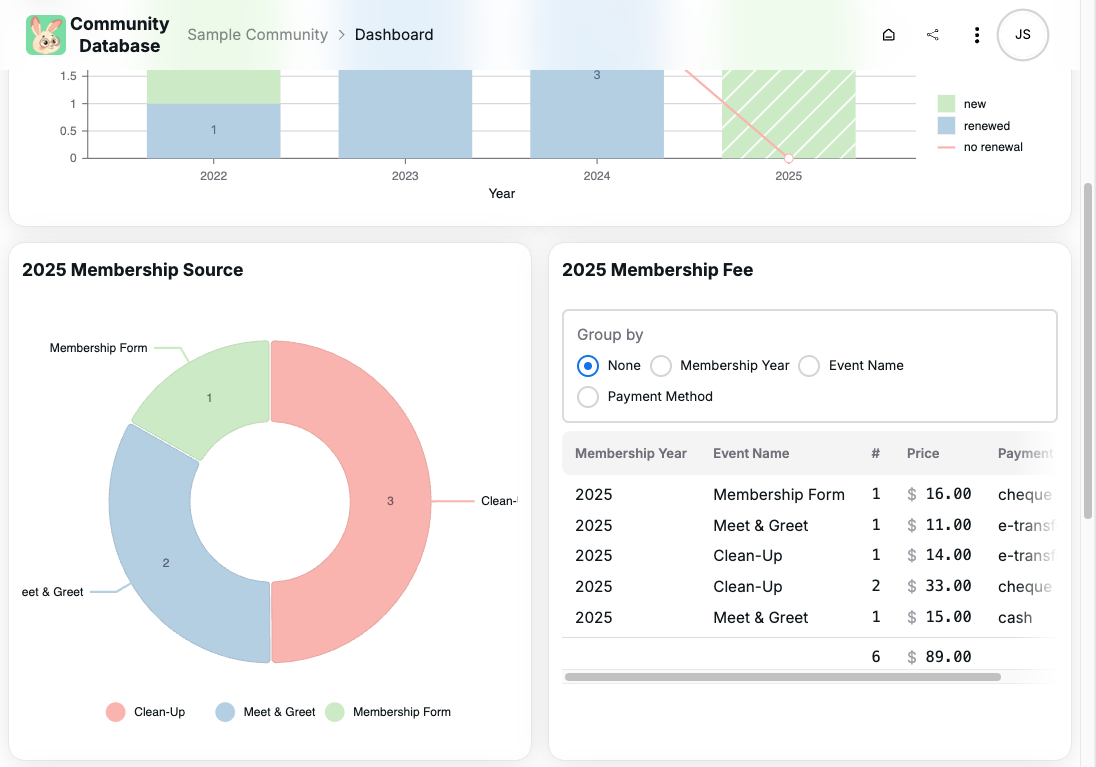 Community
Database
Sample Community > Dashboard
JS
1.5
1
0.5
0
1
3
2022
2023
2024
2025
Year
new
renewed
no renewal
2025 Membership Source
Membership Form
1
3
Clean-
2
eet & Greet
Clean-Up
Meet & Greet
Membership Form
2025 Membership Fee
Group by
None
Membership Year
Event Name
Payment Method
Membership Year Event Name # Price Payment
2025 Membership Form 1 $ 16.00 cheque
2025 Meet & Greet 1 $ 11.00 e-transf
2025 Clean-Up 1 $ 14.00 e-transf
2025 Clean-Up 2 $ 33.00 cheque
2025 Meet & Greet 1 $ 15.00 cash
6 $ 89.00